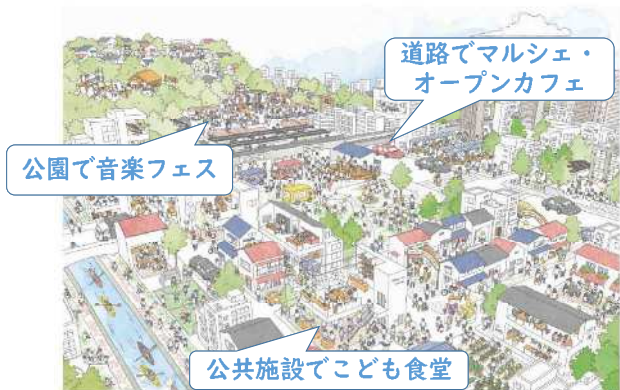 道路でマルシェ・
オープンカフェ
公園で音楽フェス
公共施設でこども食堂